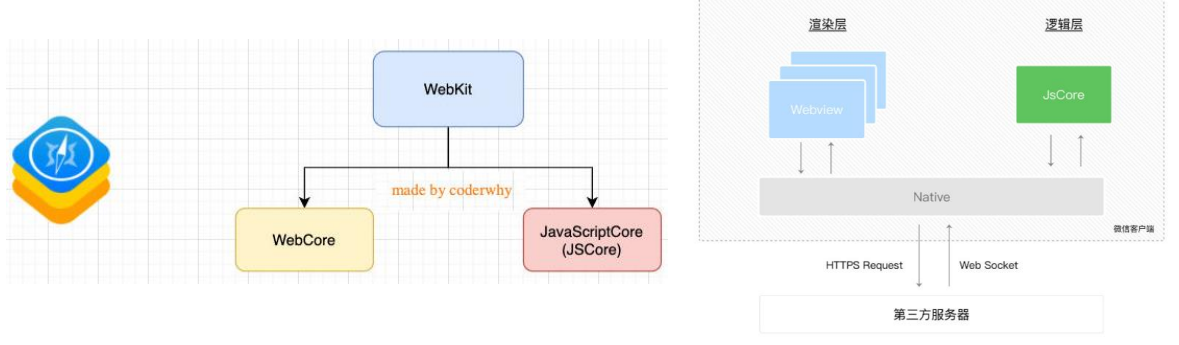 WebKit
made by coderwhy
WebCore
JavaScriptCore
(JSCore)
渲染层
逻辑层
Webview
JsCore
Native
微信客户端
HTTPS Request
Web Socket
第三方服务器